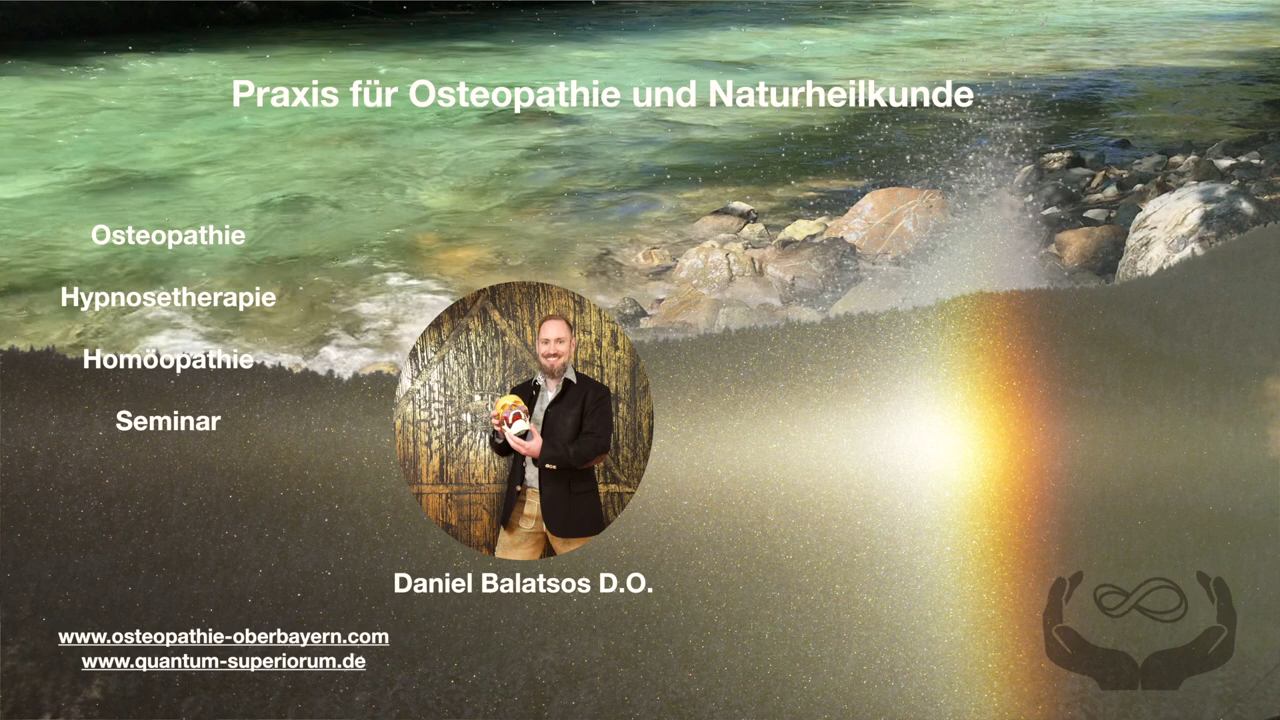 Praxis für Osteopathie und Naturheilkunde
Osteopathie
Hypnosetherapie
Homöopathie
Seminar
Daniel Balatsos D.O.
www.osteopathie-oberbayern.com
www.quantum-superiorum.de